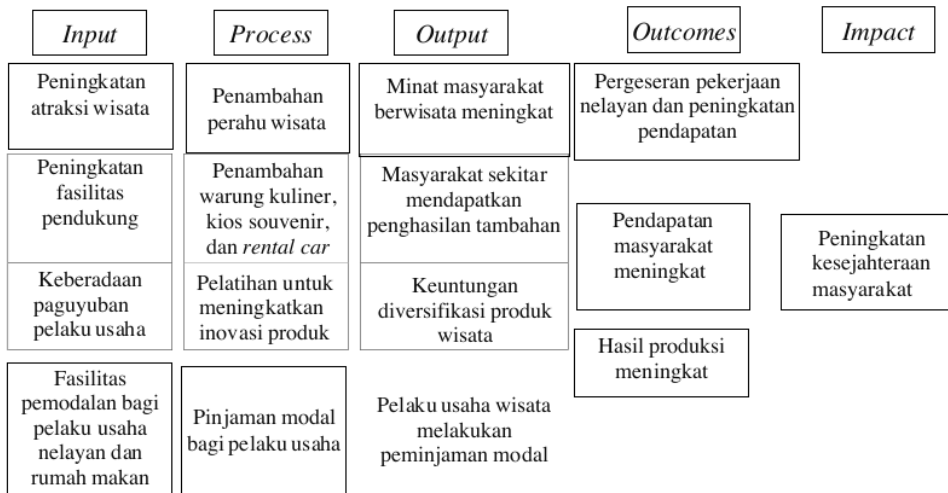 Input
Process
Output
Outcomes
Impact
Peningkatan
atraksi wisata
Penambahan
perahu wisata
Minat masyarakat
berwisata meningkat
Pergeseran pekerjaan
nelayan dan peningkatan
pendapatan
Peningkatan
fasilitas
pendukung
Penambahan
warung kuliner,
kios souvenir,
dan rental car
Masyarakat sekitar
mendapatkan
penghasilan tambahan
Pendapatan
masyarakat
meningkat
Peningkatan
kesejahteraan
masyarakat
Keberadaan
paguyuban
pelaku usaha
Pelatihan untuk
meningkatkan
inovasi produk
Keuntungan
diversifikasi produk
wisata
Hasil produksi
meningkat
Fasilitas
pemodalan bagi
pelaku usaha
nelayan dan
rumah makan
Pinjaman modal
bagi pelaku usaha
Pelaku usaha wisata
melakukan
peminjaman modal